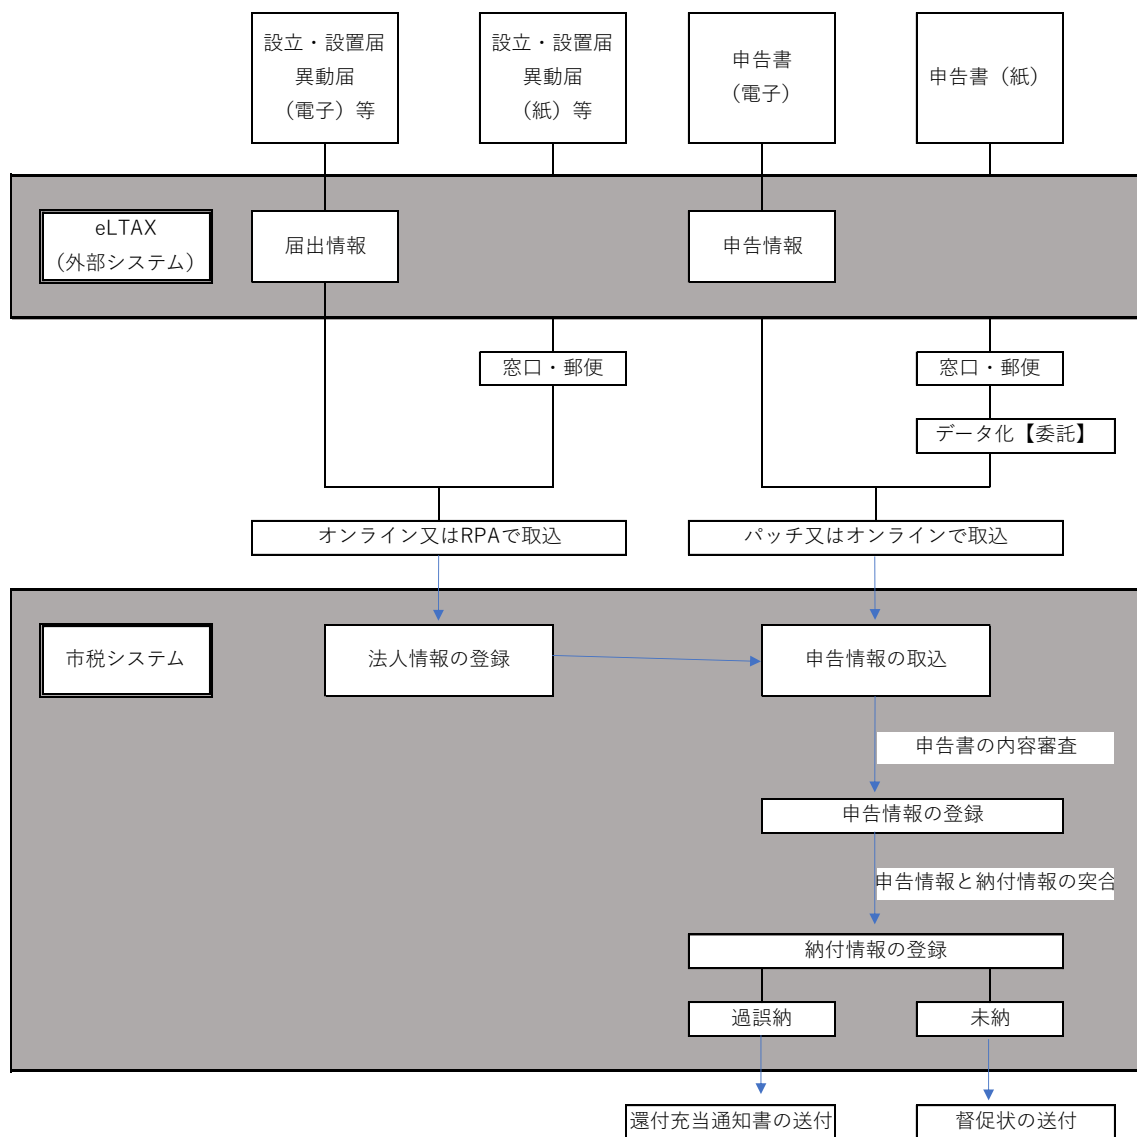 設立・設置届
異動届
（電子）等
設立・設置届
異動届
（紙）等
申告書
（電子）
申告書（紙）
eLTAX
（外部システム）
届出情報
申告情報
窓口・郵便
窓口・郵便
データ化【委託】
オンライン又はRPAで取込
パッチ又はオンラインで取込
市税システム
法人情報の登録
申告情報の取込
申告書の内容審査
申告情報の登録
申告情報と納付情報の突合
納付情報の登録
過誤納
未納
還付充当通知書の送付
督促状の送付